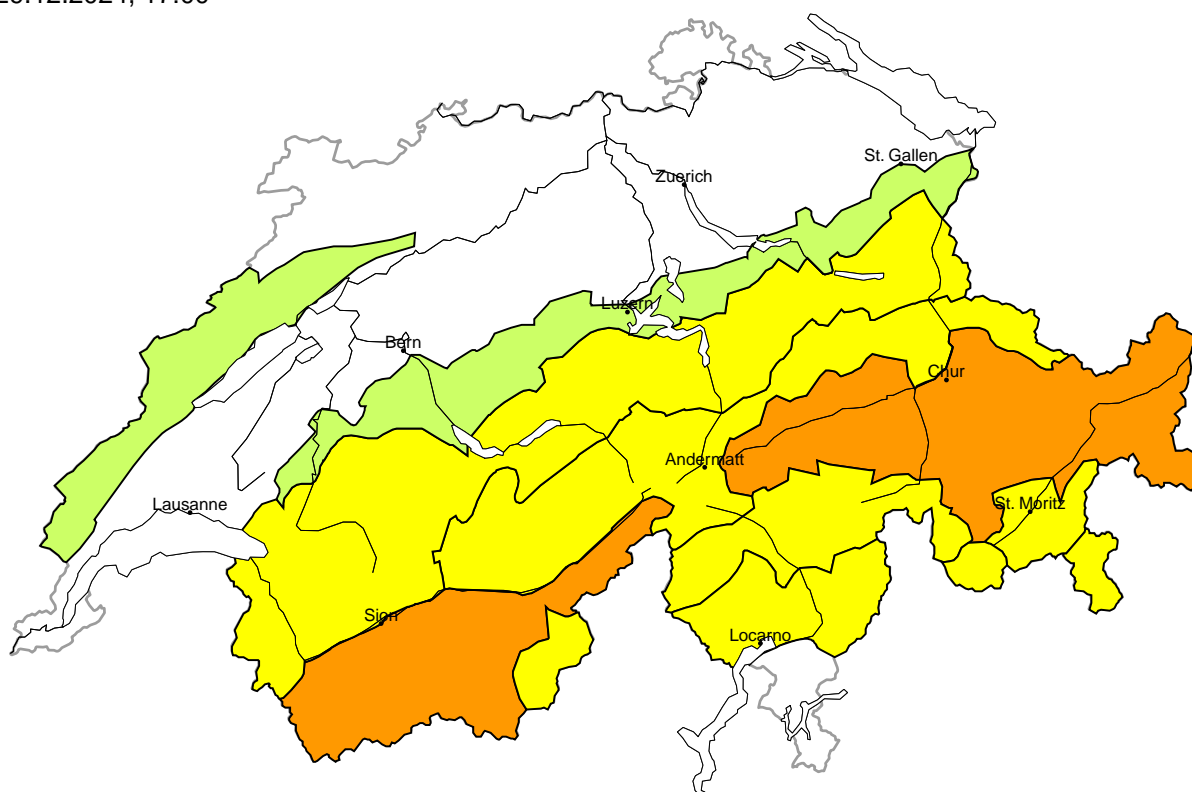 St. Gallen
Zuerich
Luzern
Bern
Chur
Andermatt
Lausanne
St. Moritz
Sion
Locarno